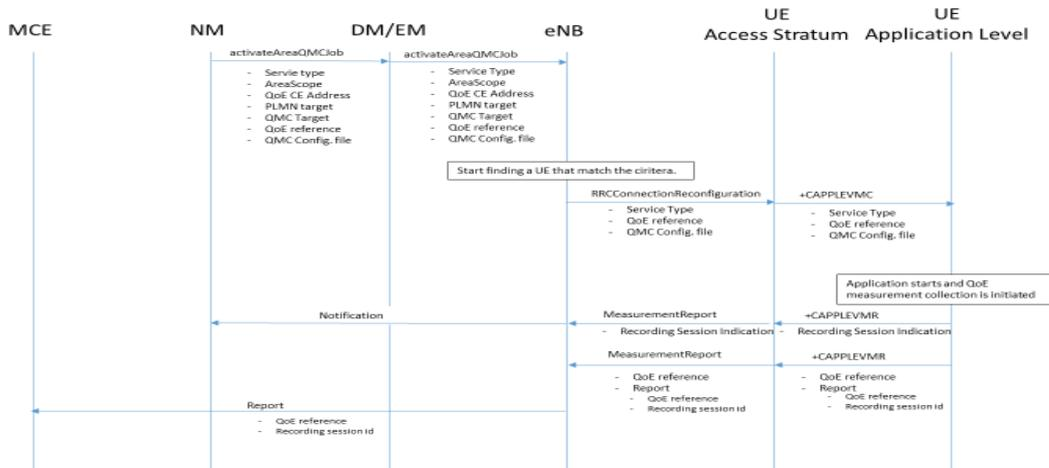 MCE
NM
DM/EM
eNB
UE
Access Stratum
UE
Application Level
activateAreaQMCJob
- Servie type
- AreaScope
- QoE CE Address
- PLMN target
- QMC Target
- QoE reference
- QMC Config. file
activateAreaQMCJob
- Service Type
- AreaScope
- QoE CE Address
- PLMN target
- QMC Target
- QoE reference
- QMC Config. file
Start finding a UE that match the ciritera.
RRCConnectionReconfiguration
- Service Type
- QoE reference
- QMC Config. file
+CAPPLEVMC
- Service Type
- QoE reference
- QMC Config. file
Application starts and QoE
measurement collection is initiated
Notification
MeasurementReport
- Recording Session Indication
+CAPPLEVMR
- Recording Session Indication
MeasurementReport
- QoE reference
- Report
- QoE reference
- Recording session id
+CAPPLEVMR
- QoE reference
- Report
- QoE reference
- Recording session id
Report
- QoE reference
- Recording session id